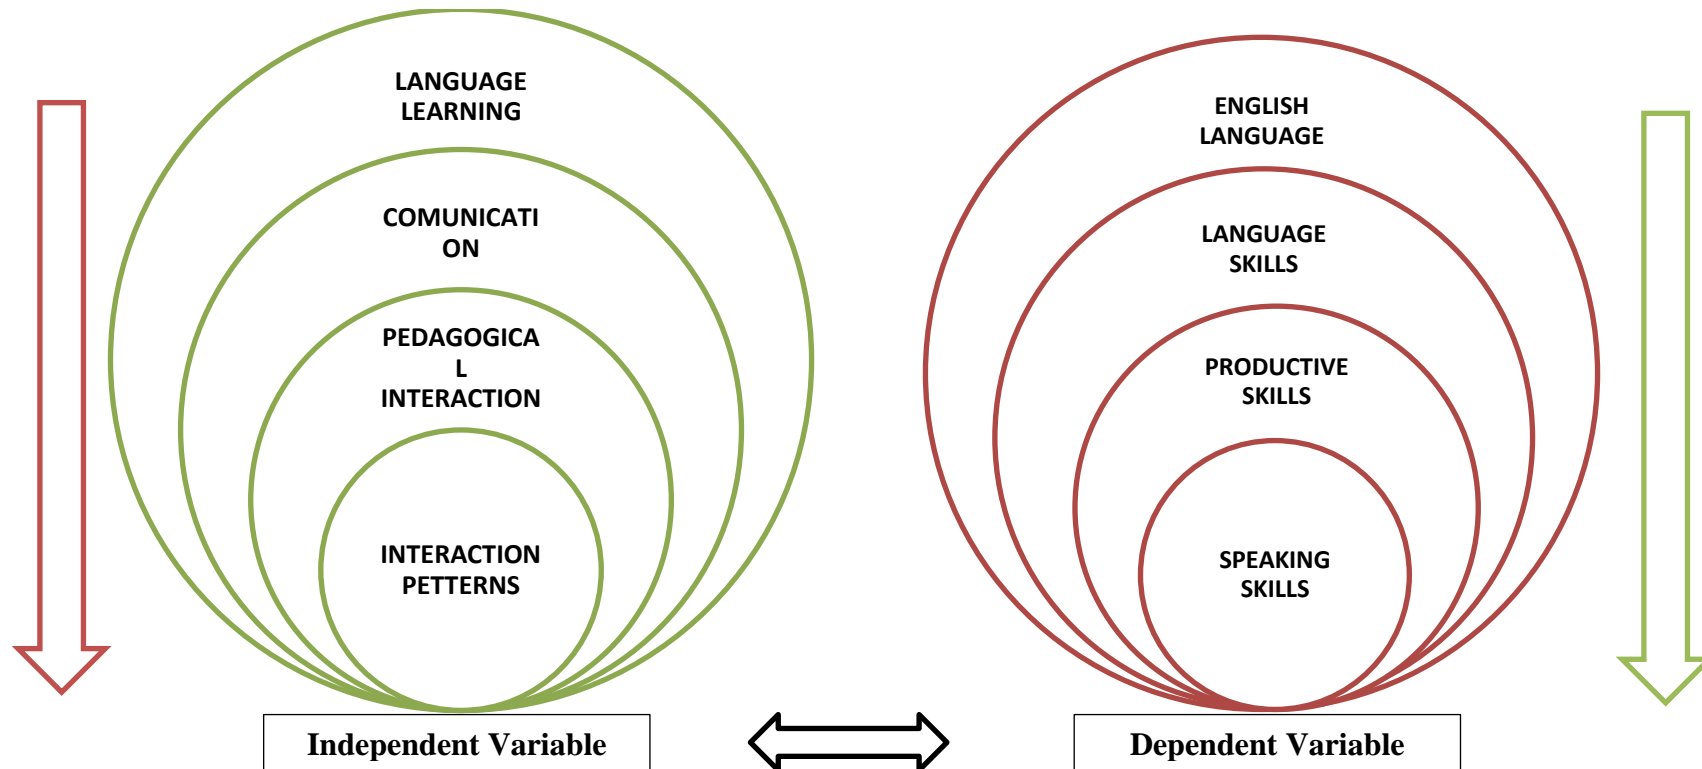 LANGUAGE
LEARNING
COMUNICATI
ON
PEDAGOGICA
L
INTERACTION
INTERACTION
PETTERNS
Independent Variable
ENGLISH
LANGUAGE
LANGUAGE
SKILLS
PRODUCTIVE
SKILLS
SPEAKING
SKILLS
Dependent Variable